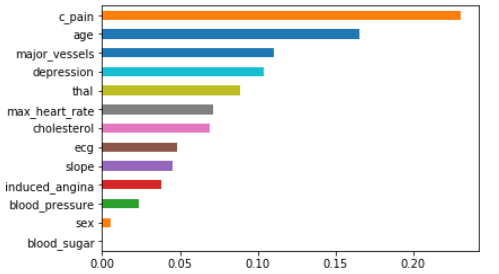 c_pain
age
major_vessels
depression
thal
max_heart_rate
cholesterol
ecg
slope
induced_angina
blood_pressure
sex
blood_sugar
0.00 0.05 0.10 0.15 0.20